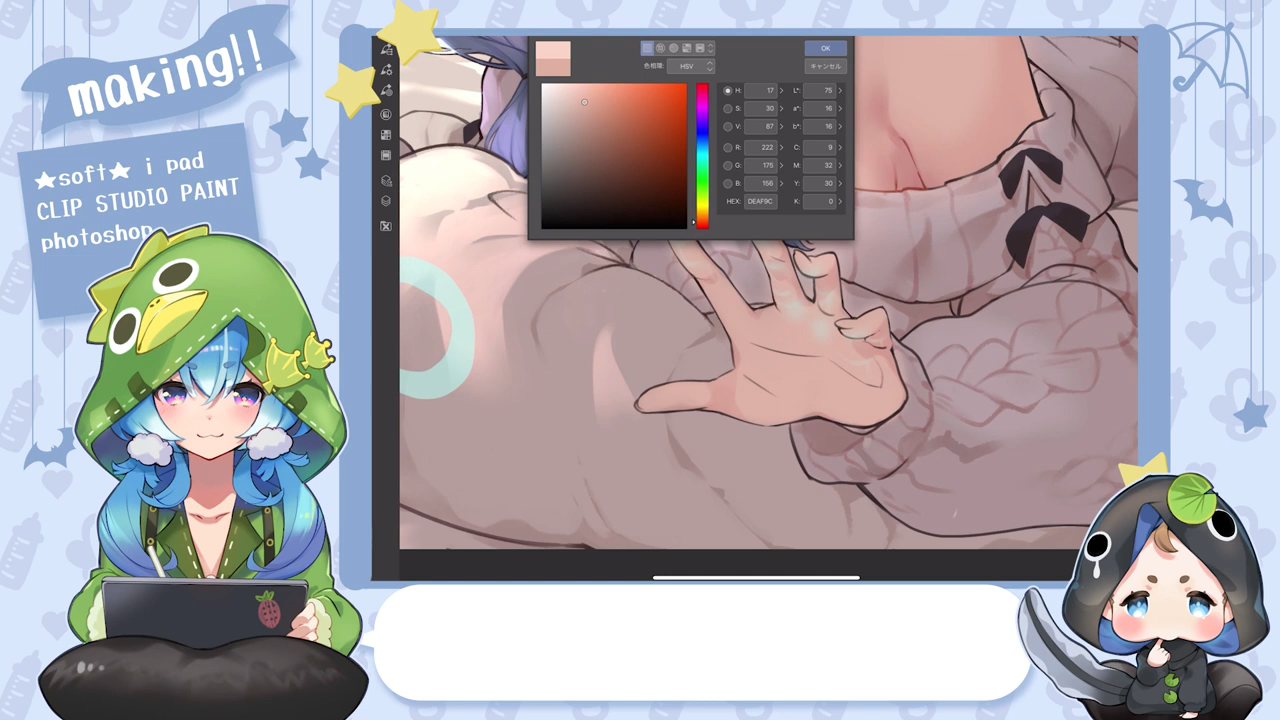 making!!
★soft★ i pad
CLIP STUDIO PAINT
photoshop
OK
色相環: HSV
キャンセル
H: 17 L*: 75
S: 30 a*: 16
V: 87 b*: 16
R: 222 C: 9
G: 175 M: 32
B: 156 Y: 30
HEX: DEAF9C K: 0